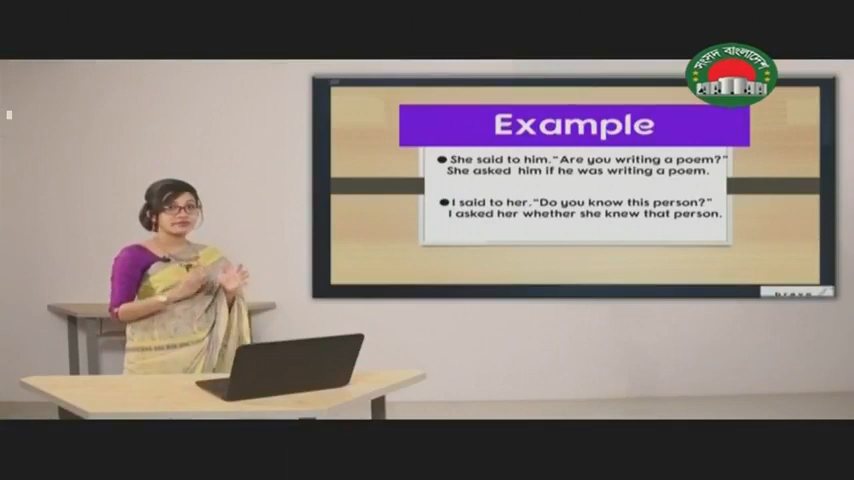 সংসদ বাংলাদেশ
Example
● She said to him. "Are you writing a poem?"
She asked him if he was writing a poem.
● I said to her. "Do you know this person?"
I asked her whether she knew that person.